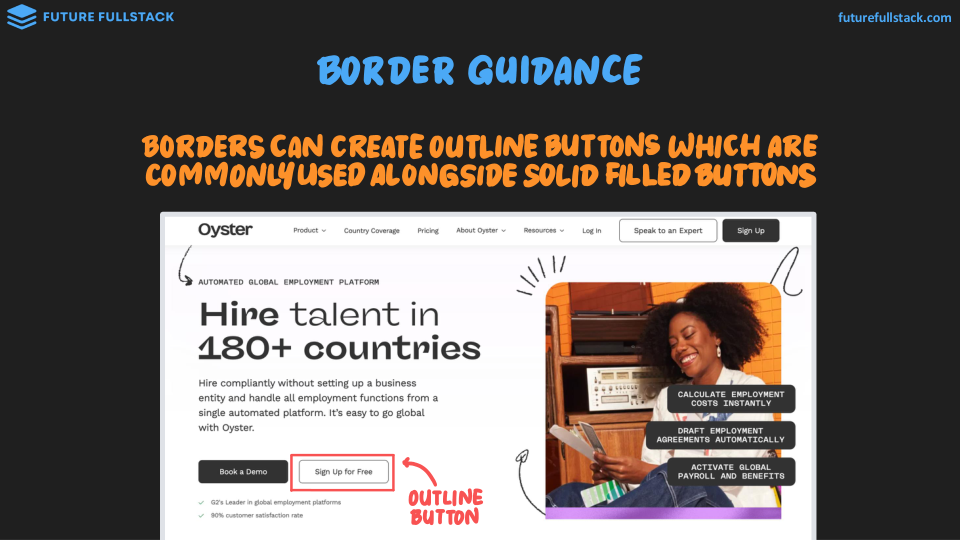 FUTURE FULLSTACK
futurefullstack.com
BORDER GUIDANCE
BORDERS CAN CREATE OUTLINE BUTTONS WHICH ARE
COMMONLY USED ALONGSIDE SOLID FILLED BUTTONS
Oyster
Product
Country Coverage
Pricing
About Oyster
Resources
Log In
Speak to an Expert
Sign Up
AUTOMATED GLOBAL EMPLOYMENT PLATFORM
Hire talent in
180+ countries
Hire compliantly without setting up a business
entity and handle all employment functions from a
single automated platform. It's easy to go global
with Oyster.
Book a Demo
Sign Up for Free
G2's Leader in global employment platforms
90% customer satisfaction rate
OUTLINE
BUTTON
CALCULATE EMPLOYMENT
COSTS INSTANTLY
DRAFT EMPLOYMENT
AGREEMENTS AUTOMATICALLY
ACTIVATE GLOBAL
PAYROLL AND BENEFITS